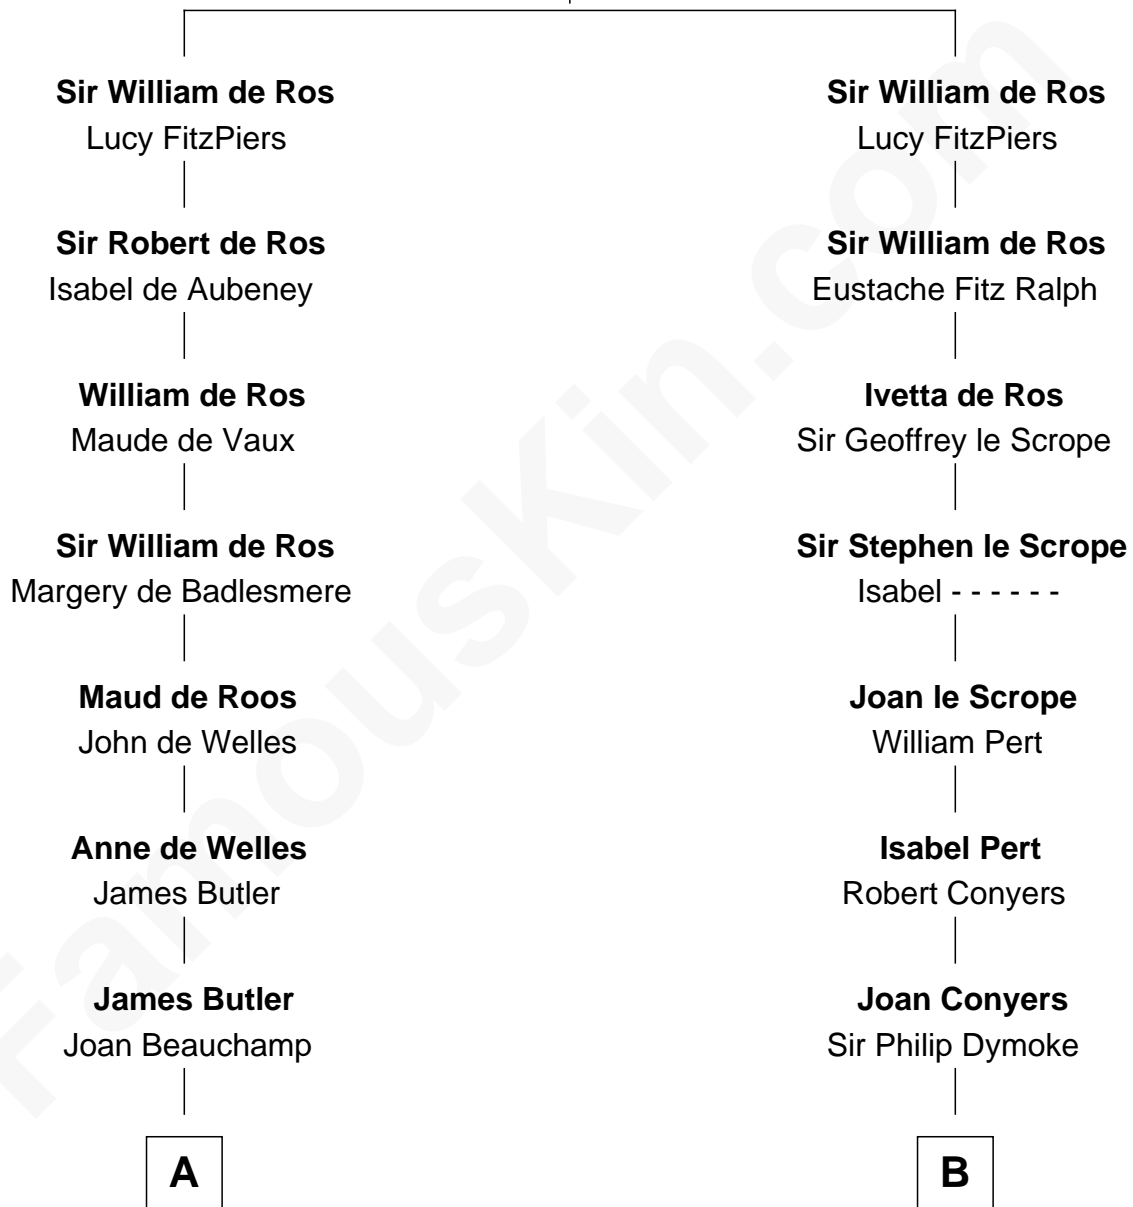 Sir William de Ros
Lucy FitzPiers
Sir Robert de Ros
Isabel de Aubeney
William de Ros
Maude de Vaux
Sir William de Ros
Margery de Badlesmere
Maud de Roos
John de Welles
Anne de Welles
James Butler
James Butler
Joan Beauchamp
A
Sir William de Ros
Lucy FitzPiers
Sir William de Ros
Eustache Fitz Ralph
Ivetta de Ros
Sir Geoffrey le Scrope
Sir Stephen le Scrope
Isabel - - - - - -
Joan le Scrope
William Pert
Isabel Pert
Robert Conyers
Joan Conyers
Sir Philip Dymoke
B
FamousKin.com